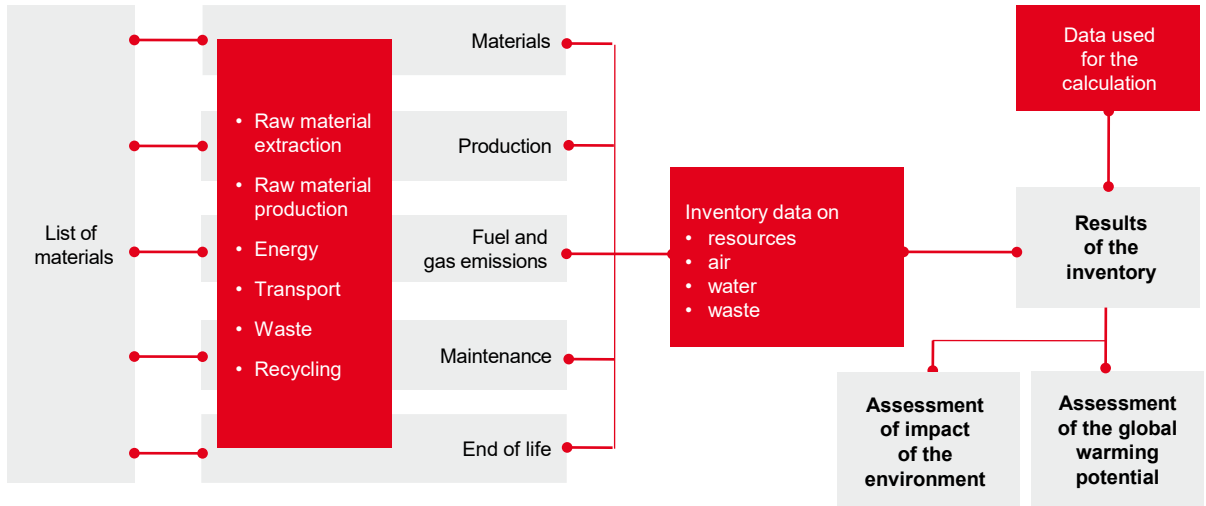 List of
materials
• Raw material
extraction
• Raw material
production
• Energy
• Transport
• Waste
• Recycling
Materials
Production
Fuel and
gas emissions
Maintenance
End of life
Inventory data on
• resources
• air
• water
• waste
Data used
for the
calculation
Results
of the
inventory
Assessment
of impact
of the
environment
Assessment
of the global
warming
potential